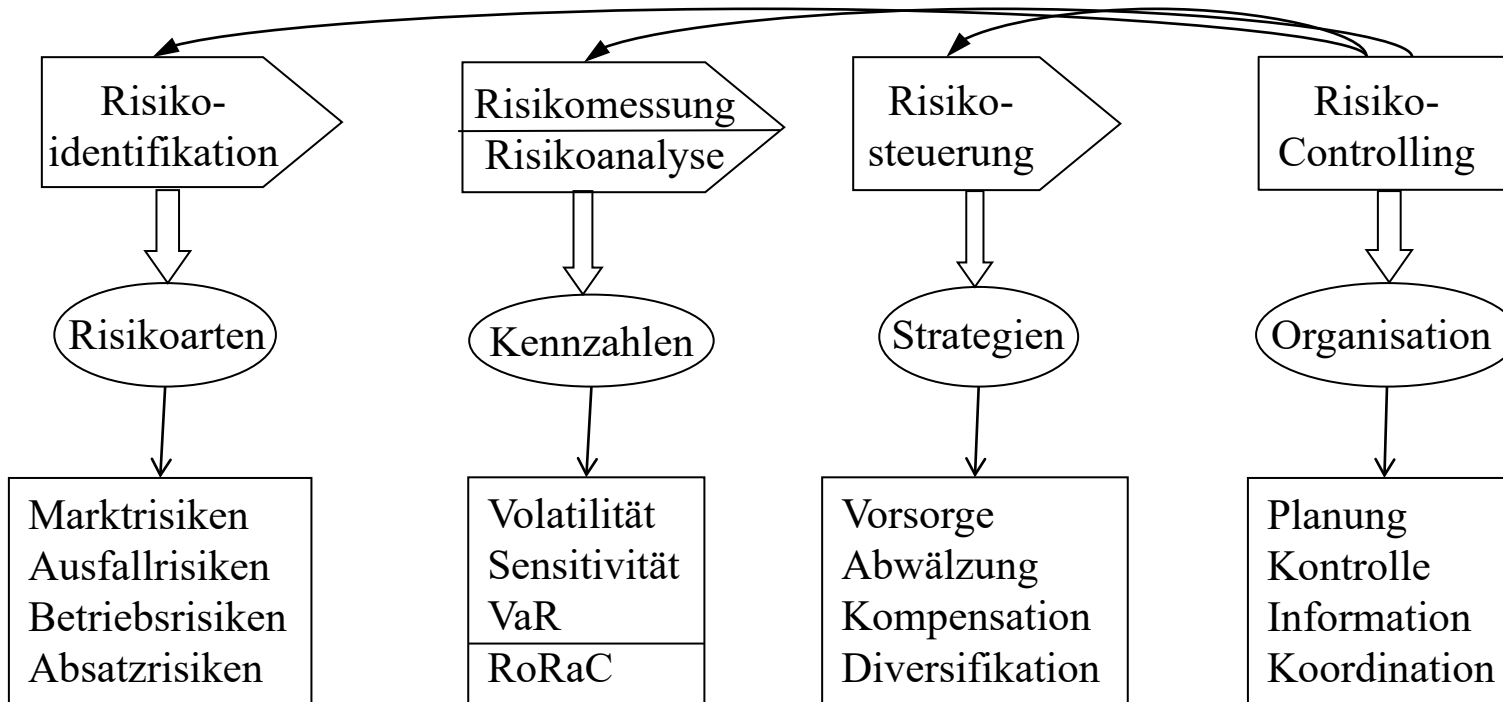 Risiko-
identifikation
Risikomessung
Risikoanalyse
Risiko-
steuerung
Risiko-
Controlling
Risikoarten
Kennzahlen
Strategien
Organisation
Marktrisiken
Ausfallrisiken
Betriebsrisiken
Absatzrisiken
Volatilität
Sensitivität
VaR
RoRaC
Vorsorge
Abwälzung
Kompensation
Diversifikation
Planung
Kontrolle
Information
Koordination